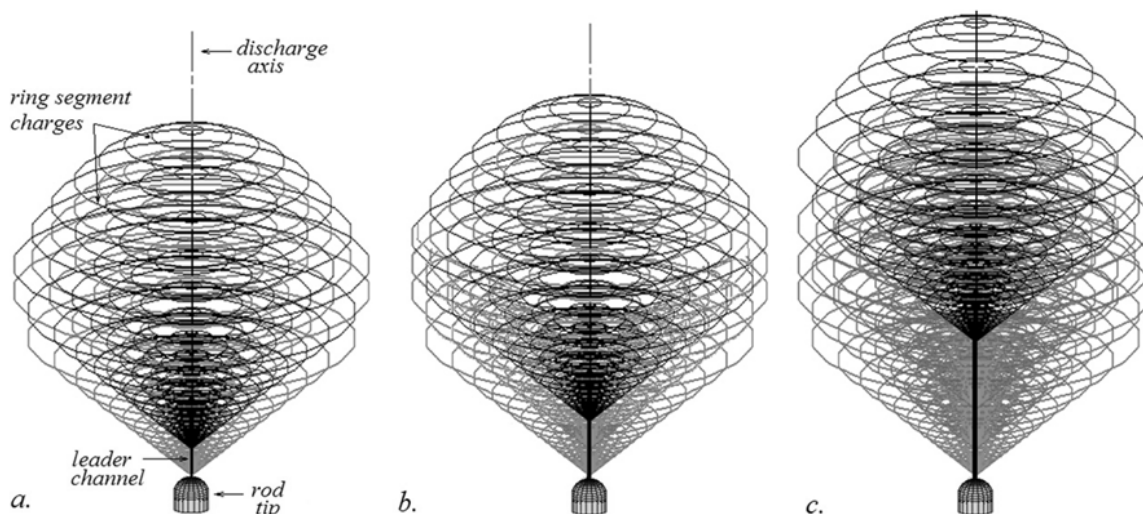 discharge
axis
ring segment
charges
leader
channel
rod
tip
a.
b.
c.